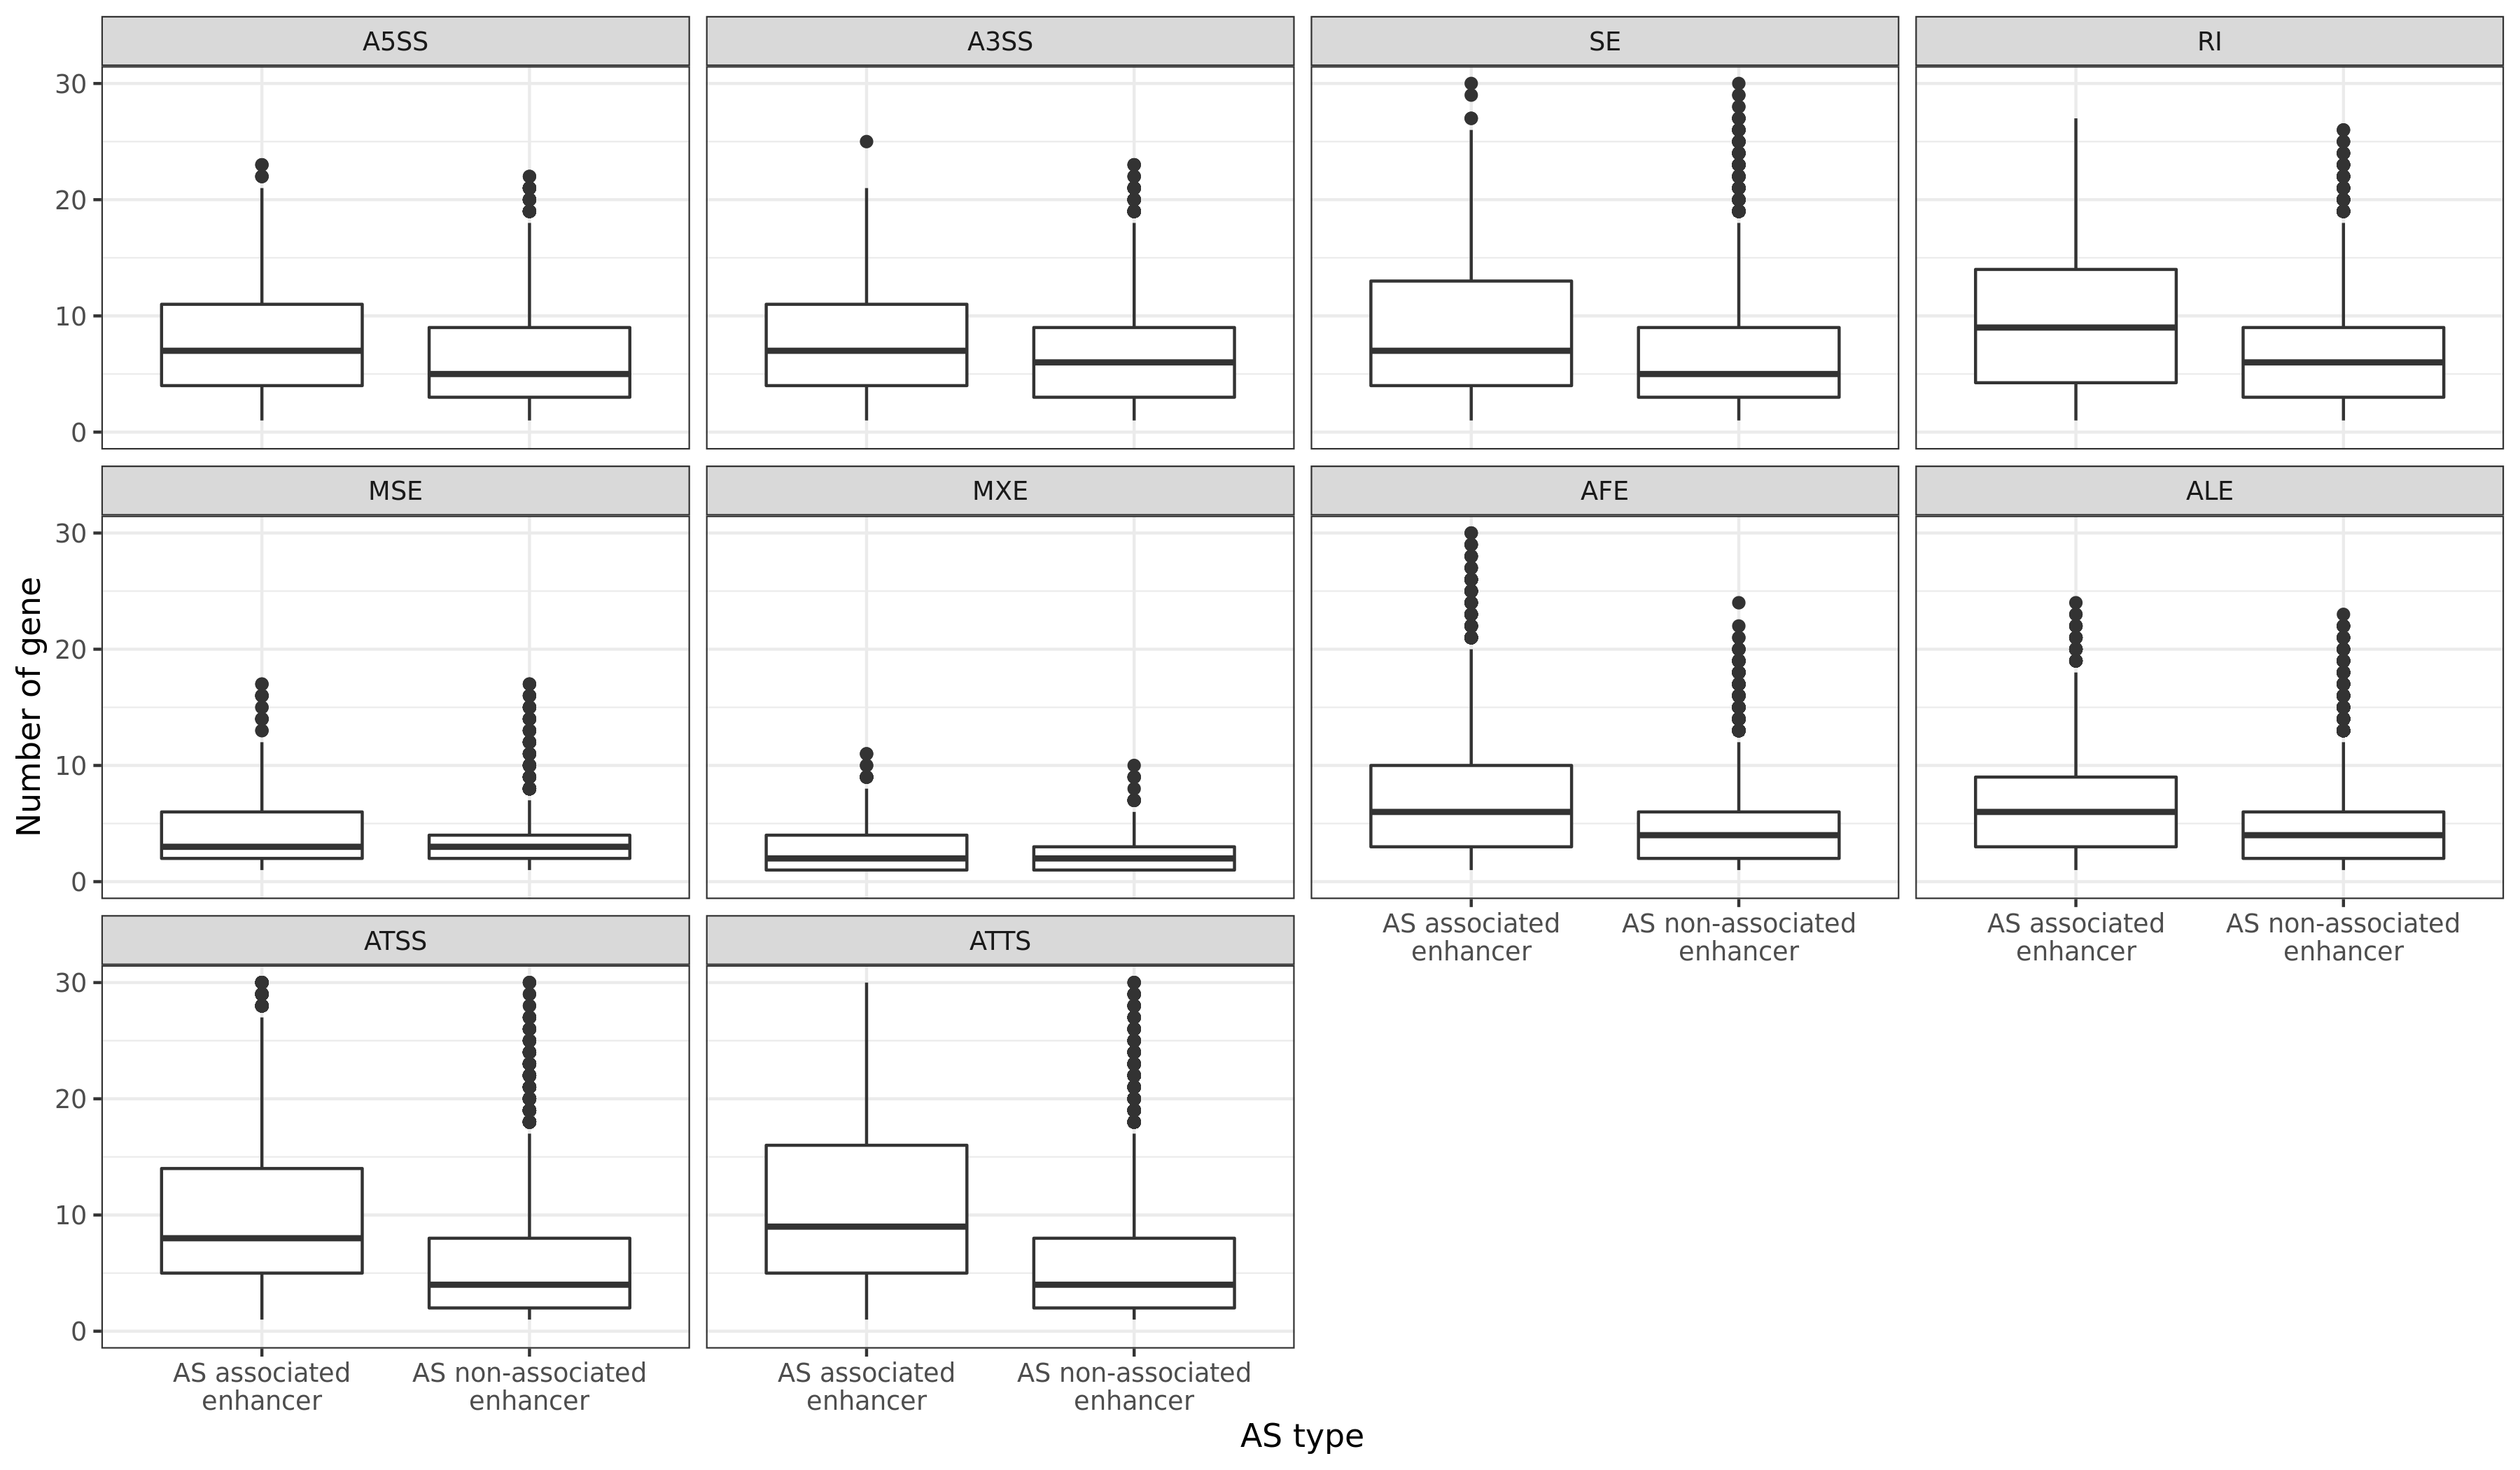 A5SS
A3SS
SE
RI
30
20
10
0
MSE
MXE
AFE
ALE
30
20
10
0
Number of gene
AS associated
enhancer
AS non-associated
enhancer
AS associated
enhancer
AS non-associated
enhancer
ATSS
ATTS
30
20
10
0
AS associated
enhancer
AS non-associated
enhancer
AS associated
enhancer
AS non-associated
enhancer
AS type